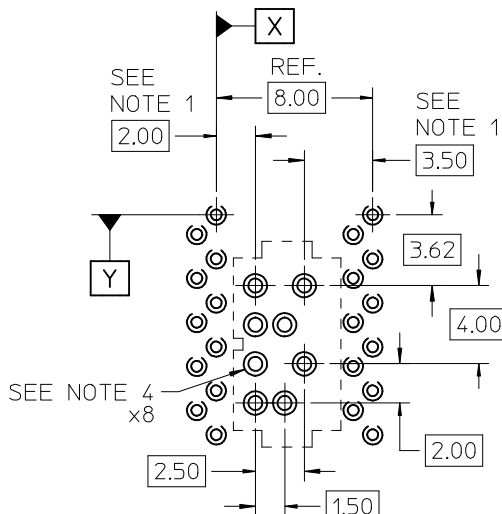 X
SEE
NOTE 1
REF.
8.00
SEE
NOTE 1
2.00
3.50
Y
3.62
4.00
SEE NOTE 4
x8
2.00
2.50
1.50